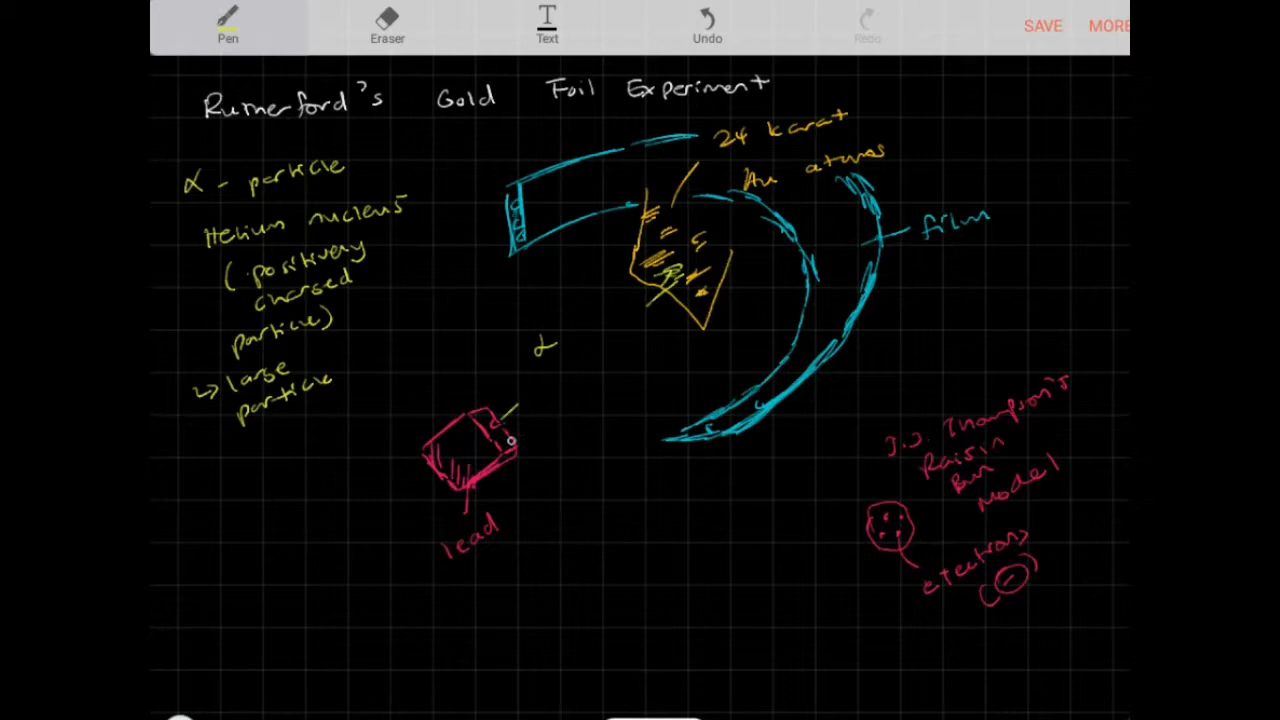 Pen
Eraser
Text
Undo
Redo
SAVE
MORE
Rutherford's Gold Foil Experiment
α - particle
Helium nucleus
(positively
charged
particle)
↳ large
particle
24 karat
Au atoms
film
α
lead
J.J. Thompson's
Raisin
Bun
model
electrons
(-)